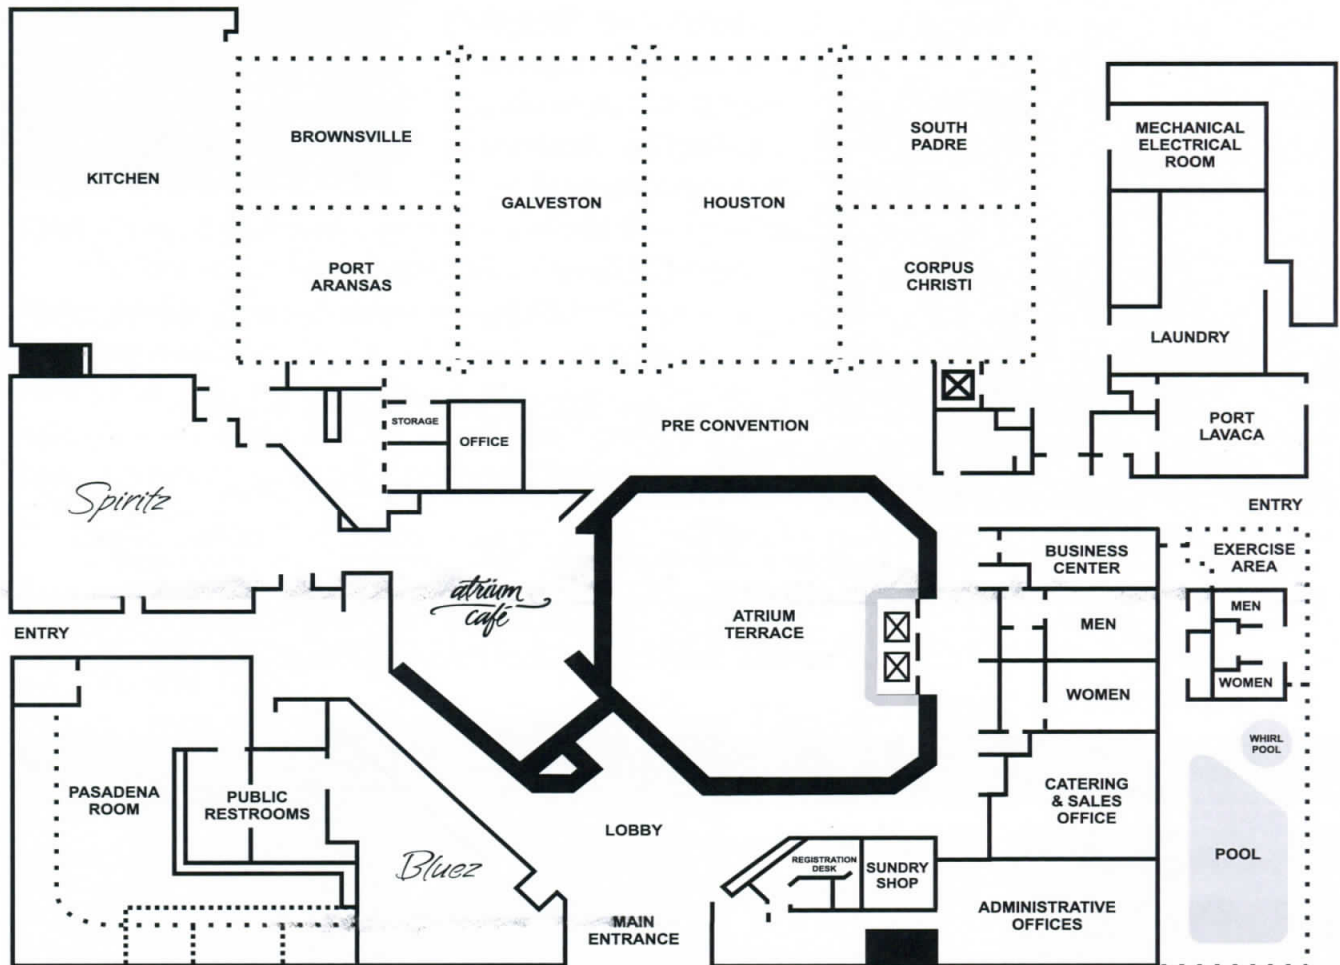 KITCHEN
BROWNSVILLE
PORT
ARANSAS
GALVESTON
HOUSTON
SOUTH
PADRE
CORPUS
CHRISTI
MECHANICAL
ELECTRICAL
ROOM
LAUNDRY
PORT
LAVACA
STORAGE
OFFICE
PRE CONVENTION
Spiritz
ENTRY
atrium
café
ATRIUM
TERRACE
BUSINESS
CENTER
EXERCISE
AREA
MEN
WOMEN
MEN
WOMEN
ENTRY
WHIRL
POOL
POOL
PASADENA
ROOM
PUBLIC
RESTROOMS
Bluez
LOBBY
CATERING
& SALES
OFFICE
REGISTRATION
DESK
SUNDRY
SHOP
ADMINISTRATIVE
OFFICES
MAIN
ENTRANCE